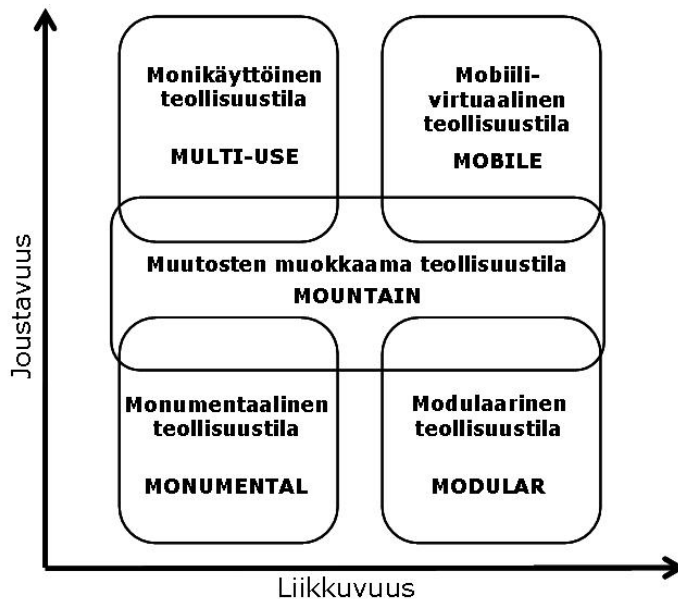 Monikäyttöinen
teollisuustila
MULTI-USE
Mobiili-
virtuaalinen
teollisuustila
MOBILE
Muutosten muokkaama teollisuustila
MOUNTAIN
Monumentaalinen
teollisuustila
MONUMENTAL
Modulaarinen
teollisuustila
MODULAR
Joustavuus
Liikkuvuus